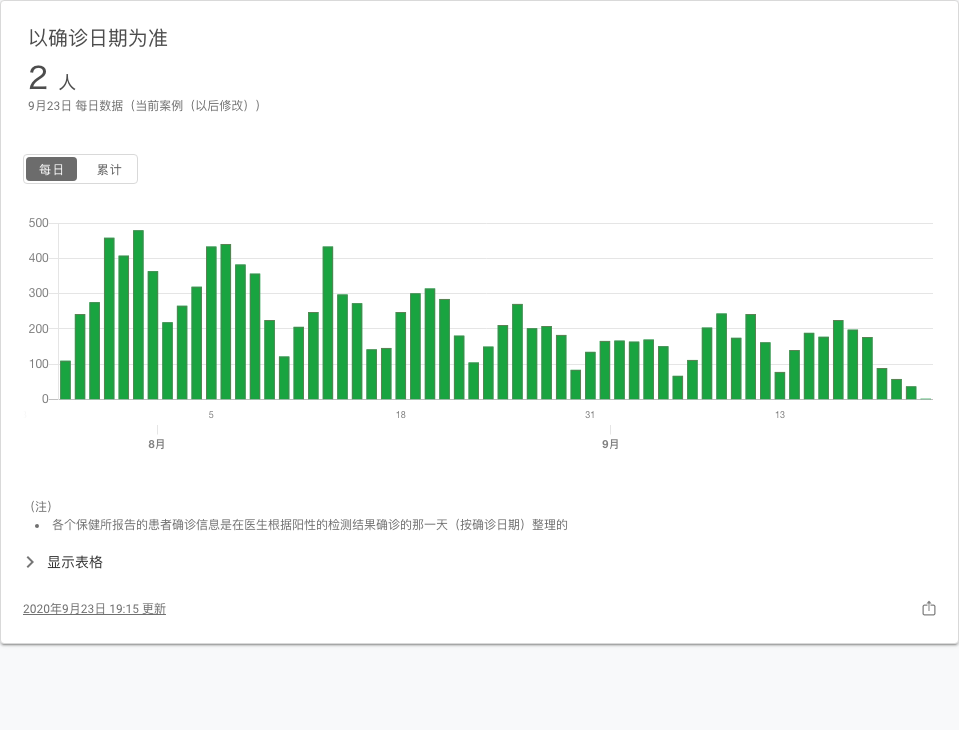 以确诊日期为准
2 人
9月23日 每日数据（当前案例（以后修改））
每日 累计
500
400
300
200
100
0
5 18 31 13
8月 9月
（注）
• 各个保健所报告的患者确诊信息是在医生根据阳性的检测结果确诊的那一天（按确诊日期）整理的
显示表格
2020年9月23日 19:15 更新